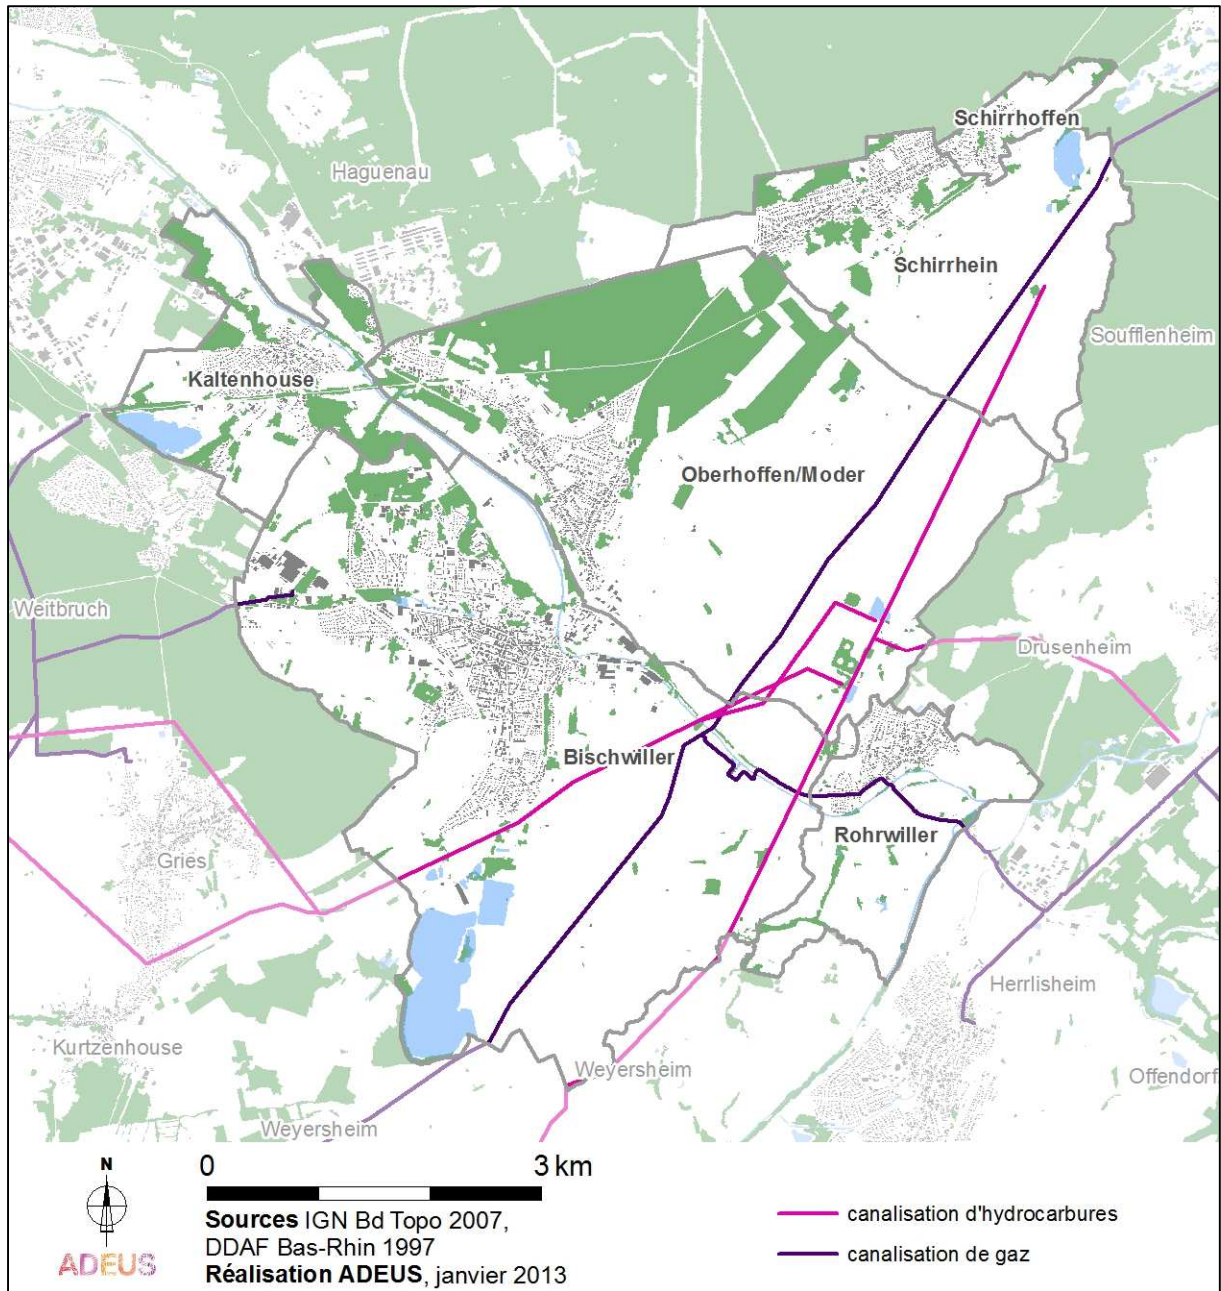 Schirrhoffen
Haguenau
Schirrhein
Soufflenheim
Kaltenhouse
Oberhoffen/Moder
Weitbruch
Drusenheim
Bischwiller
Rohrwiller
Gries
Herrlisheim
Kurtzenhouse
Weyersheim
Offendorf
Weyersheim
N
0 3 km
Sources IGN Bd Topo 2007,
DDAF Bas-Rhin 1997
Réalisation ADEUS, janvier 2013
ADEUS
canalisation d'hydrocarbures
canalisation de gaz